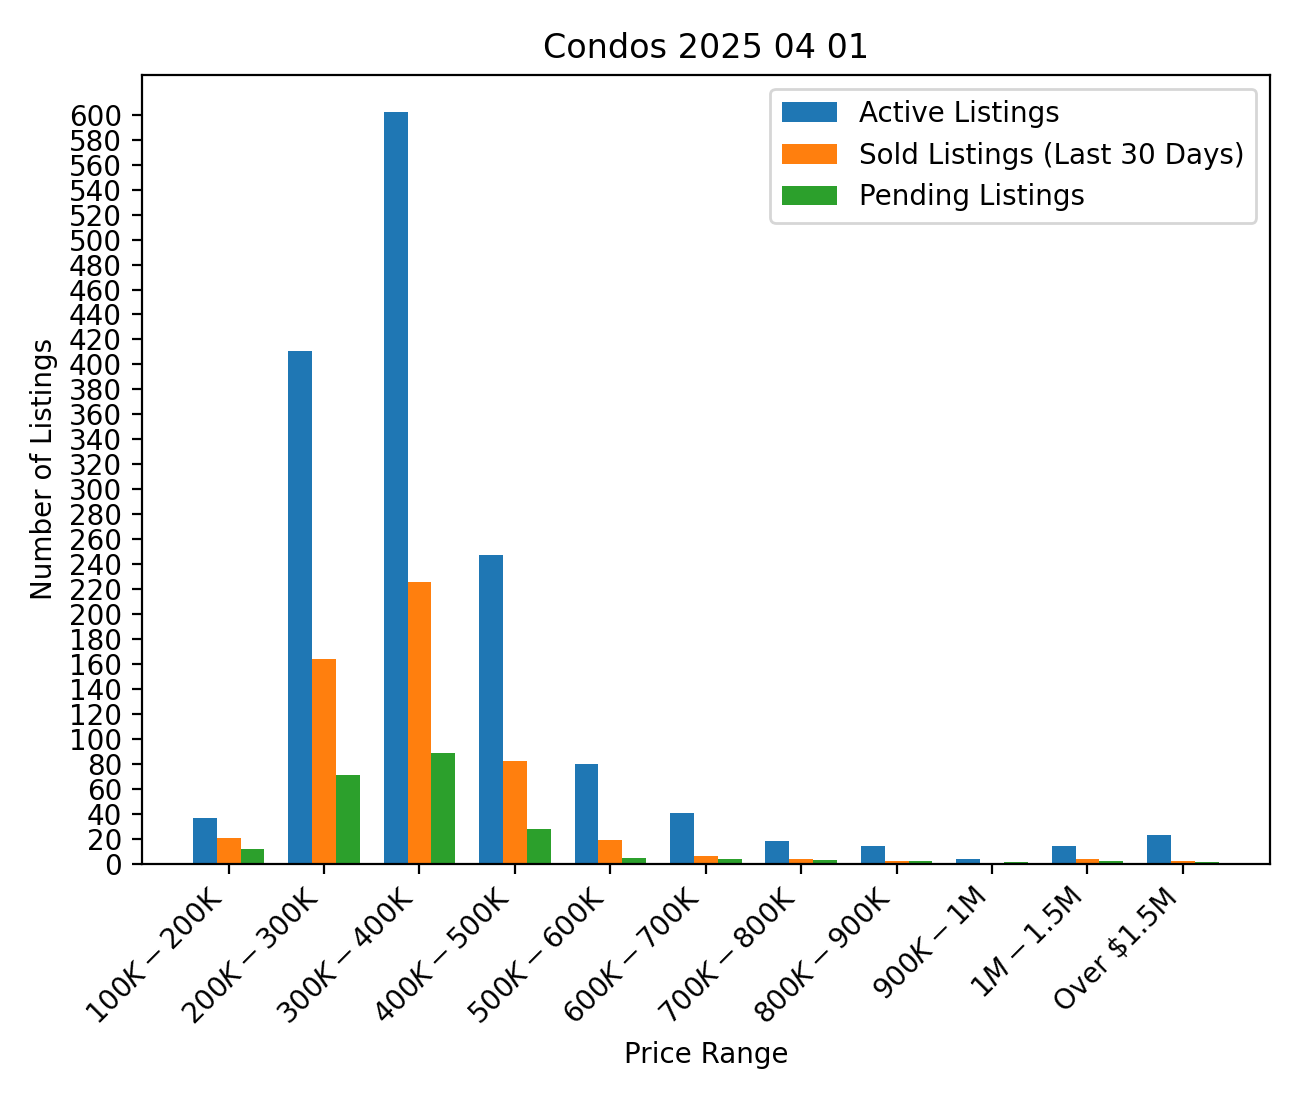 Condos 2025 04 01
Active Listings
Sold Listings (Last 30 Days)
Pending Listings
Number of Listings
600
580
560
540
520
500
480
460
440
420
400
380
360
340
320
300
280
260
240
220
200
180
160
140
120
100
80
60
40
20
0
100K − 200K
200K − 300K
300K − 400K
400K − 500K
500K − 600K
600K − 700K
700K − 800K
800K − 900K
900K − 1M
1M − 1.5M
Over $1.5M
Price Range